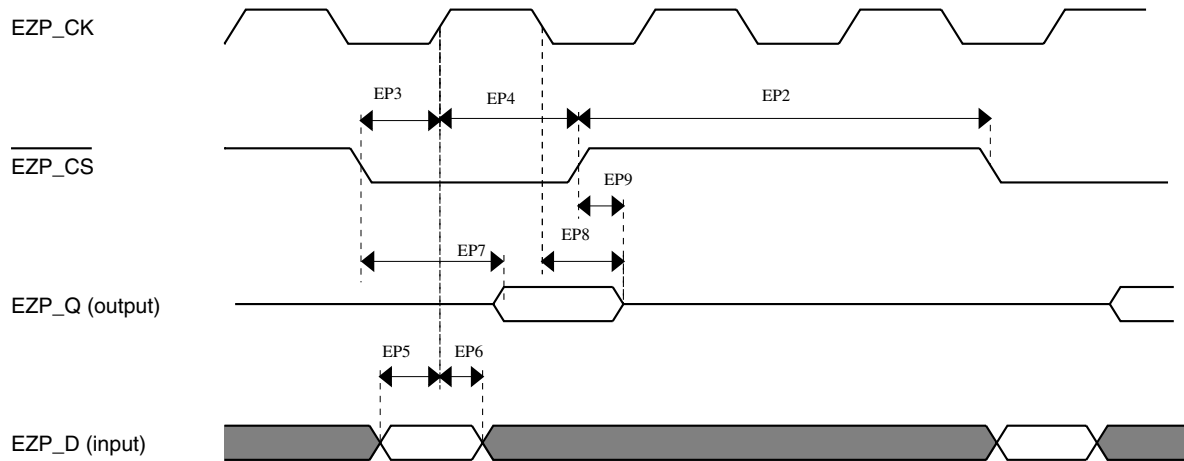 EZP_CK
EP3
EP4
EP2
EZP_CS
EP9
EP8
EP7
EZP_Q (output)
EP5
EP6
EZP_D (input)